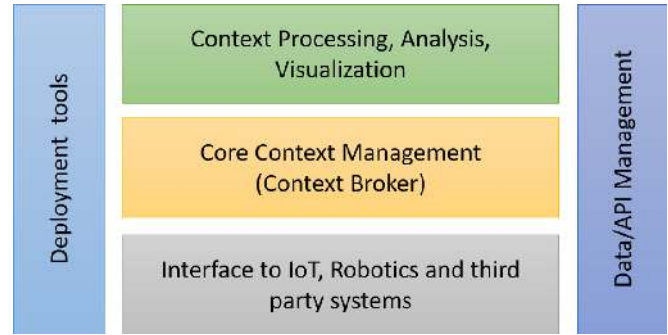 Deployment tools
Context Processing, Analysis,
Visualization
Core Context Management
(Context Broker)
Interface to IoT, Robotics and third
party systems
Data/API Management